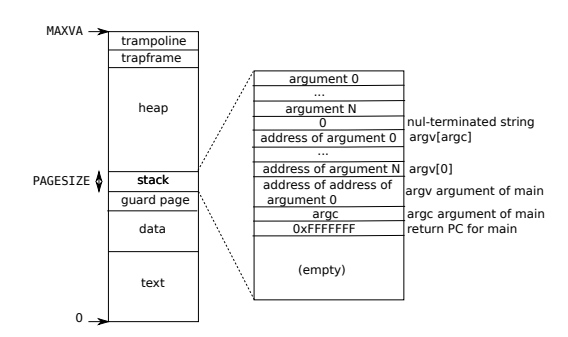 MAXVA
trampoline
trapframe
heap
PAGESIZE
stack
guard page
data
text
0
argument 0
...
argument N
0
nul-terminated string
address of argument 0
argv[argc]
...
address of argument N
argv[0]
address of address of
argument 0
argv argument of main
argc
argc argument of main
0xFFFFFFF
return PC for main
(empty)